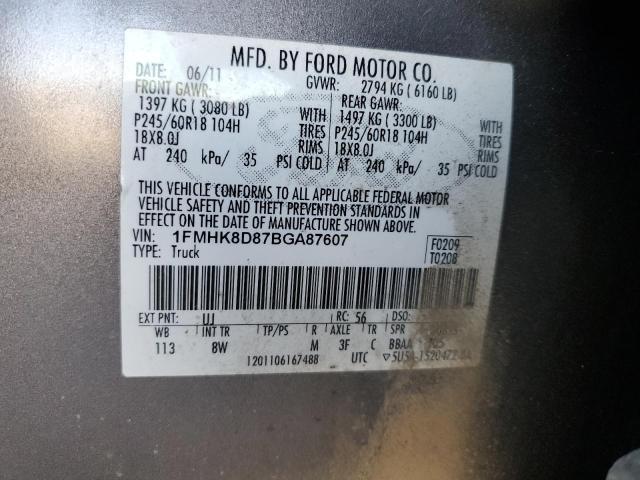 MFD. BY FORD MOTOR CO.
DATE: 06/11 GVWR: 2794 KG ( 6160 LB)
FRONT GAWR: REAR GAWR:
1397 KG ( 3080 LB) WITH 1497 KG ( 3300 LB) WITH
P245/60R18 104H TIRES P245/60R18 104H TIRES
18X8.0J RIMS 18X8.0J RIMS
AT 240 kPa/ 35 PSI COLD AT 240 kPa/ 35 PSI COLD
THIS VEHICLE CONFORMS TO ALL APPLICABLE FEDERAL MOTOR
VEHICLE SAFETY AND THEFT PREVENTION STANDARDS IN
EFFECT ON THE DATE OF MANUFACTURE SHOWN ABOVE.
VIN: 1FMHK8D87BGA87607 F0209
TYPE: Truck T0208
EXT PNT: UJ RC: 56 DSO:
WB INT TR TP/PS R AXLE TR SPR
113 8W M 3F C BBAA
1201106167488 UTC